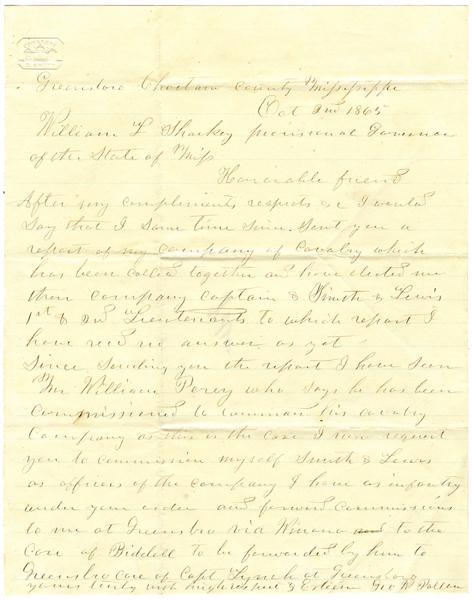 Greensboro Choctaw County Mississippi
Oct 2nd 1865
William L Sharkey provisional Governor
of the State of Miss
Honorable friend
After my compliments respects &c I would
Say that I some time since Sent you a
report of my company of cavalry which
has been called together and have elected me
their company captain & Smith & Lewis
1st & 2nd Lieutenants to which report I
have recd no answer as yet
Since Sending you the report I have seen
Mr William Percy who says he has been
Commissioned to command his cavalry
Company as this is the case I now request
you to commission myself Smith & Lewis
as officers of the company I have as infantry
under your order and forward commissions
to me at Greensbro via Winona to the
Care of Biddell to be forwarded by him to
Greensbro care of Capt Lynch at Greensboro
yours truly with high respect & Esteem Geo W